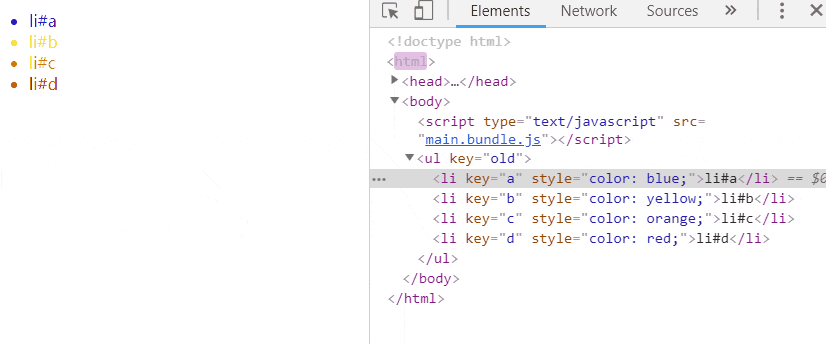 li#a
li#b
li#c
li#d
Elements Network Sources »
<!doctype html>
<html>
<head>…</head>
<body>
<script type="text/javascript" src=
"main.bundle.js"></script>
<ul key="old">
<li key="a" style="color: blue;">li#a</li> ==
<li key="b" style="color: yellow;">li#b</li>
<li key="c" style="color: orange;">li#c</li>
<li key="d" style="color: red;">li#d</li>
</ul>
</body>
</html>